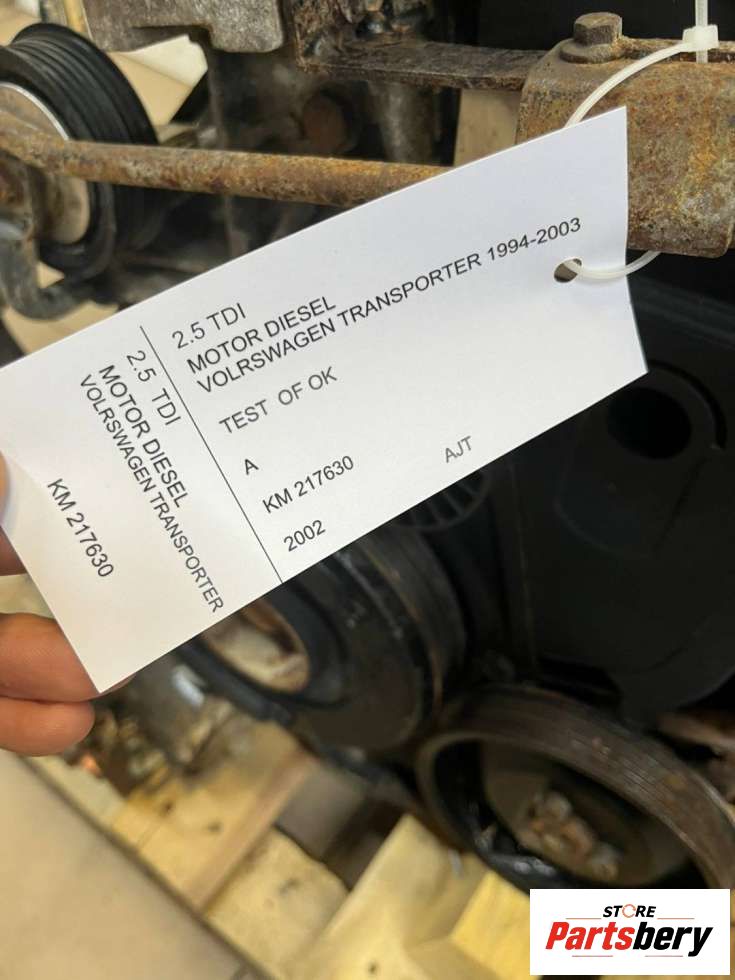 2.5 TDI
MOTOR DIESEL
VOLRSWAGEN TRANSPORTER 1994-2003
TEST OF OK
A
KM 217630 AJT
2002
2.5 TDI
MOTOR DIESEL
VOLRSWAGEN TRANSPORTER
KM 217630
STORE
Partsbery